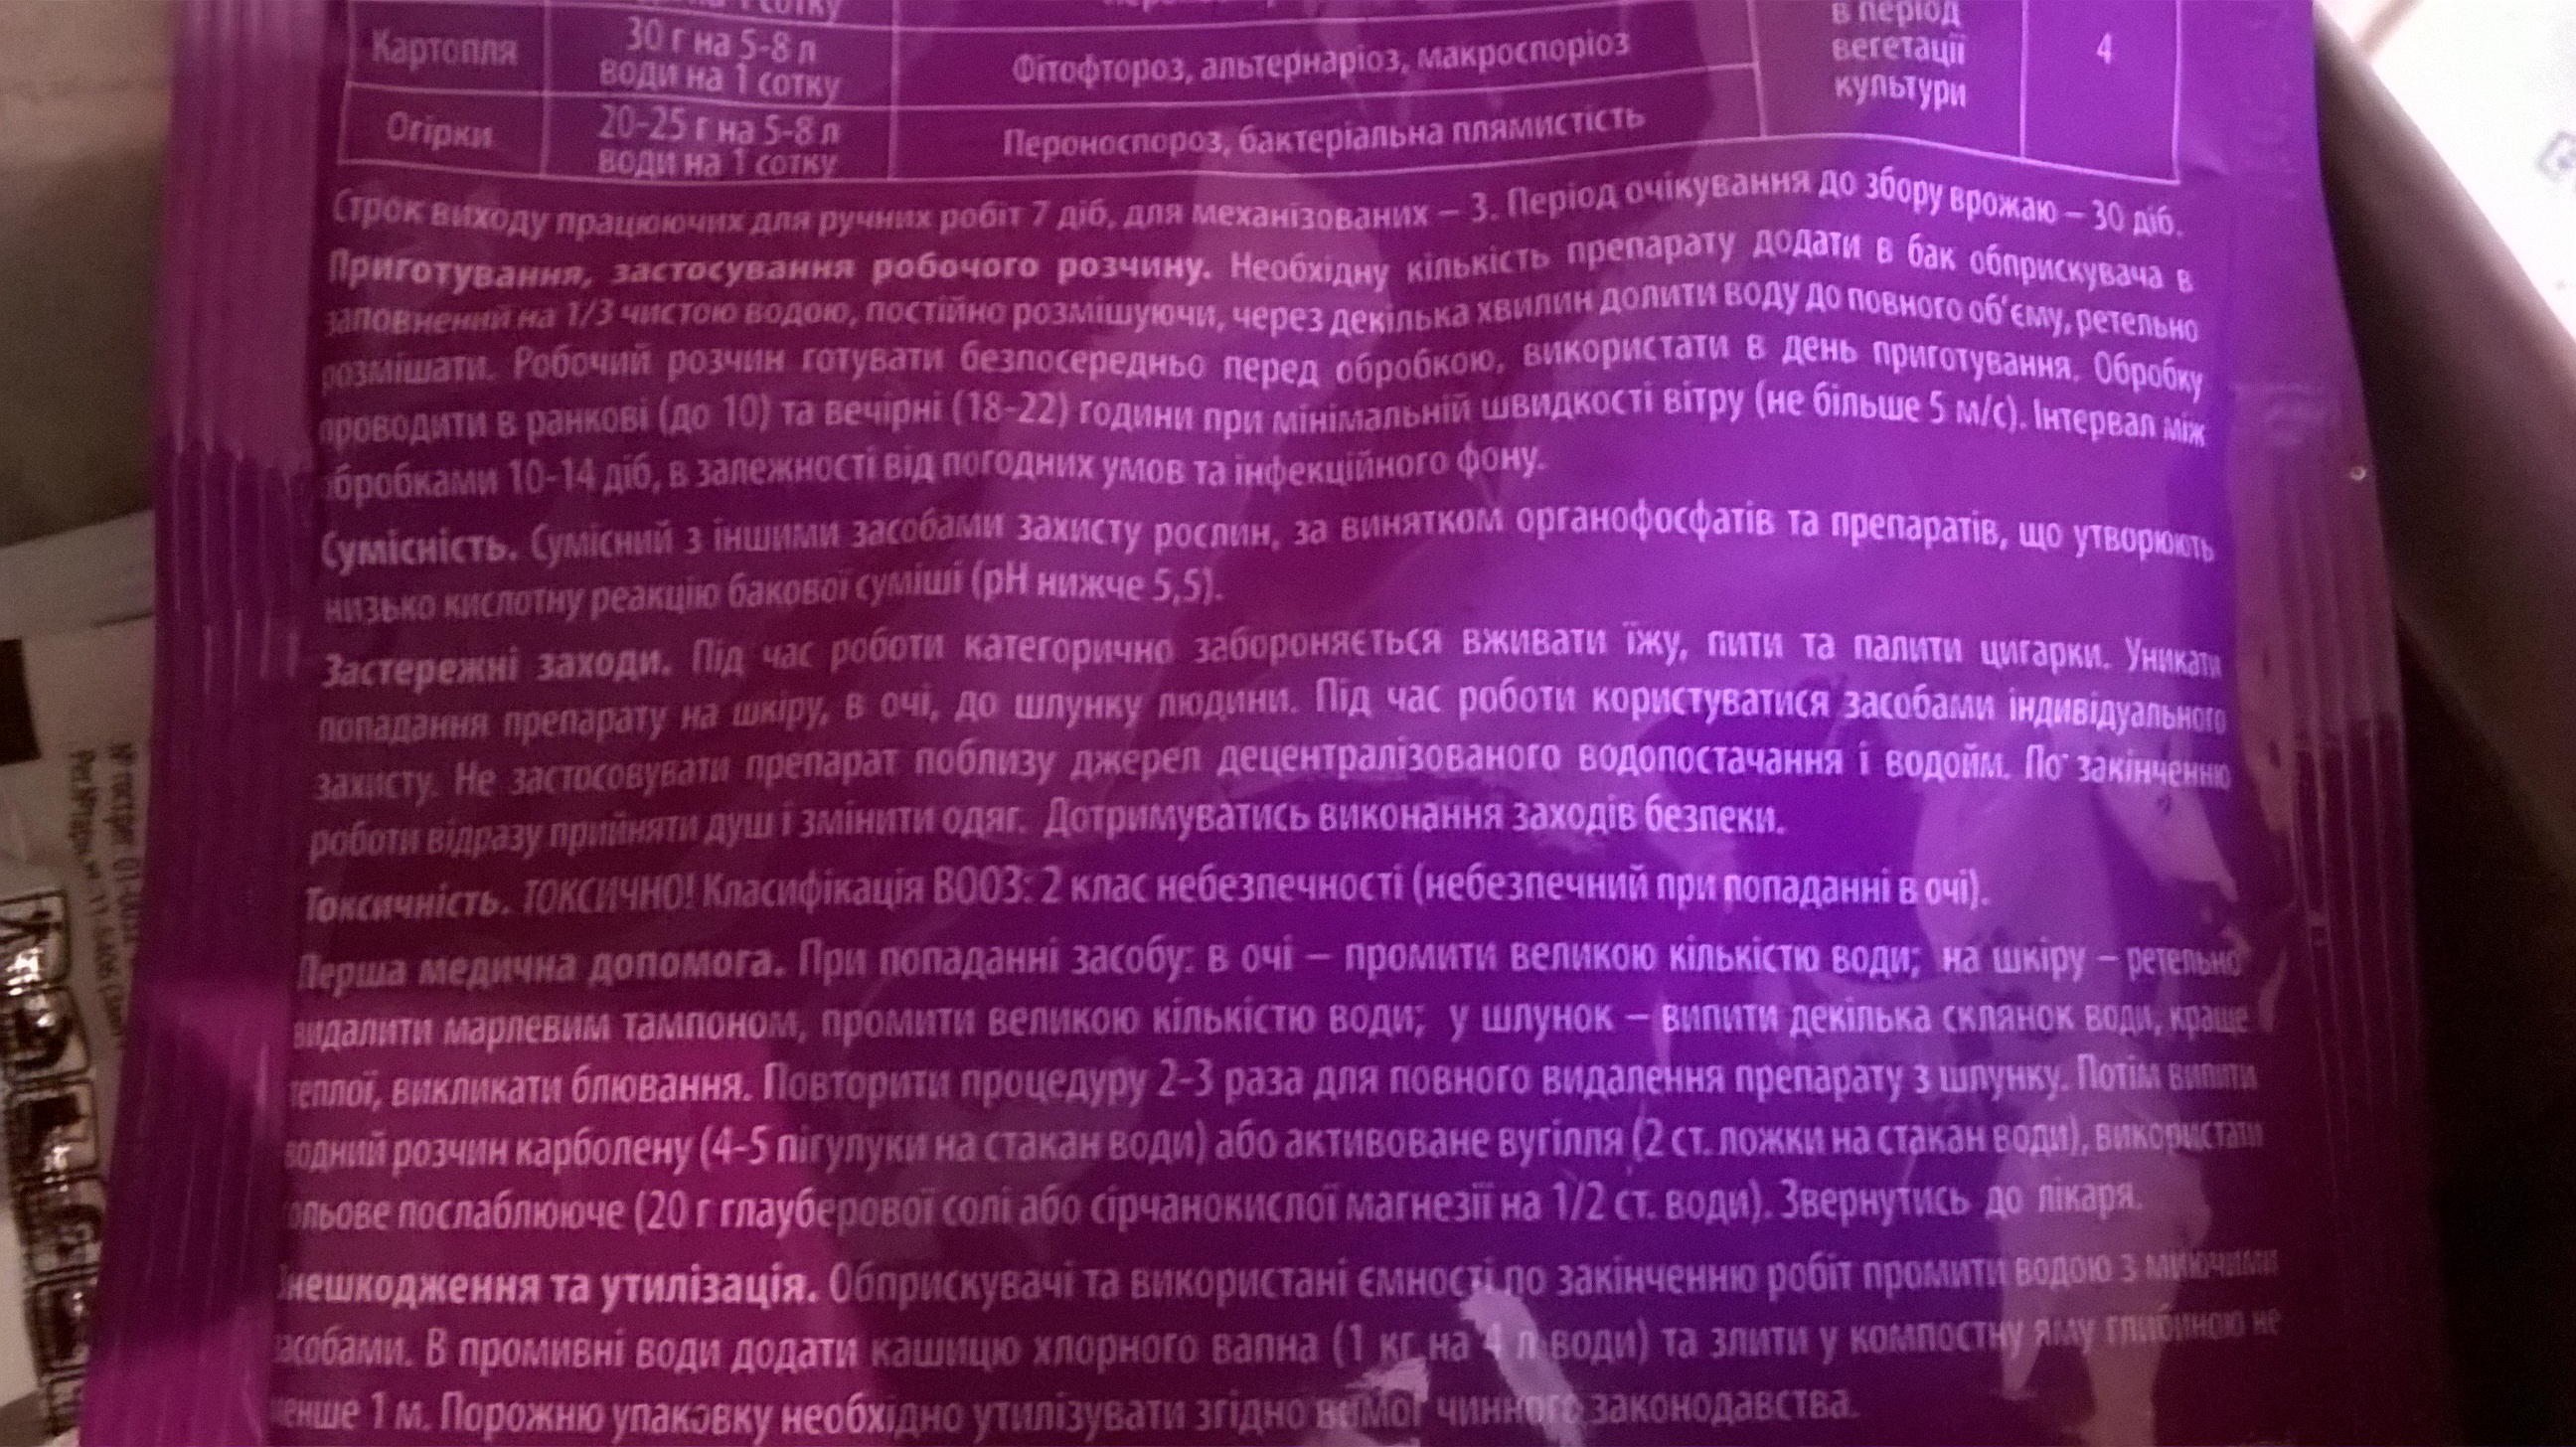 на 1 сотку
в період
Картопля
30 г на 5-8 л
води на 1 сотку
Фітофтороз, альтернаріоз, макроспоріоз
вегетації
культури
4
Огірки
20-25 г на 5-8 л
води на 1 сотку
Пероноспороз, бактеріальна плямистість
Строк виходу працюючих для ручних робіт 7 діб, для механізованих – 3. Період очікування до збору врожаю – 30 діб.
Приготування, застосування робочого розчину. Необхідну кількість препарату додати в бак обприскувача в
заповнений на 1/3 чистою водою, постійно розмішуючи, через декілька хвилин долити воду до повного об'єму, ретельно
розмішати. Робочий розчин готувати безпосередньо перед обробкою, використати в день приготування. Обробку
проводити в ранкові (до 10) та вечірні (18-22) години при мінімальній швидкості вітру (не більше 5 м/с). Інтервал між
обробками 10-14 діб, в залежності від погодних умов та інфекційного фону.
Сумісність. Сумісний з іншими засобами захисту рослин, за винятком органофосфатів та препаратів, що утворюють
низько кислотну реакцію бакової суміші (pH нижче 5,5).
Застережні заходи. Під час роботи категорично забороняється вживати їжу, пити та палити цигарки. Уникати
попадання препарату на шкіру, в очі, до шлунку людини. Під час роботи користуватися засобами індивідуального
захисту. Не застосовувати препарат поблизу джерел децентралізованого водопостачання і водойм. По закінченню
роботи відразу прийняти душ і змінити одяг. Дотримуватись виконання заходів безпеки.
Токсичність. ТОКСИЧНО! Класифікація ВООЗ: 2 клас небезпечності (небезпечний при попаданні в очі).
Перша медична допомога. При попаданні засобу: в очі – промити великою кількістю води; на шкіру – ретельно
видалити марлевим тампоном, промити великою кількістю води; у шлунок – випити декілька склянок води, краще
теплої, викликати блювання. Повторити процедуру 2-3 раза для повного видалення препарату з шлунку. Потім випити
водний розчин карболену (4-5 пігулуки на стакан води) або активоване вугілля (2 ст. ложки на стакан води), використати
сольове послаблююче (20 г глауберової солі або сірчанокислої магнезії на 1/2 ст. води). Звернутись до лікаря.
Знешкодження та утилізація. Обприскувачі та використані ємності по закінченню робіт промити водою з миючими
засобами. В промивні води додати кашицю хлорного вапна (1 кг на 4 л води) та злити у компостну яму глибиною не
менше 1 м. Порожню упаковку необхідно утилізувати згідно вимог чинного законодавства.